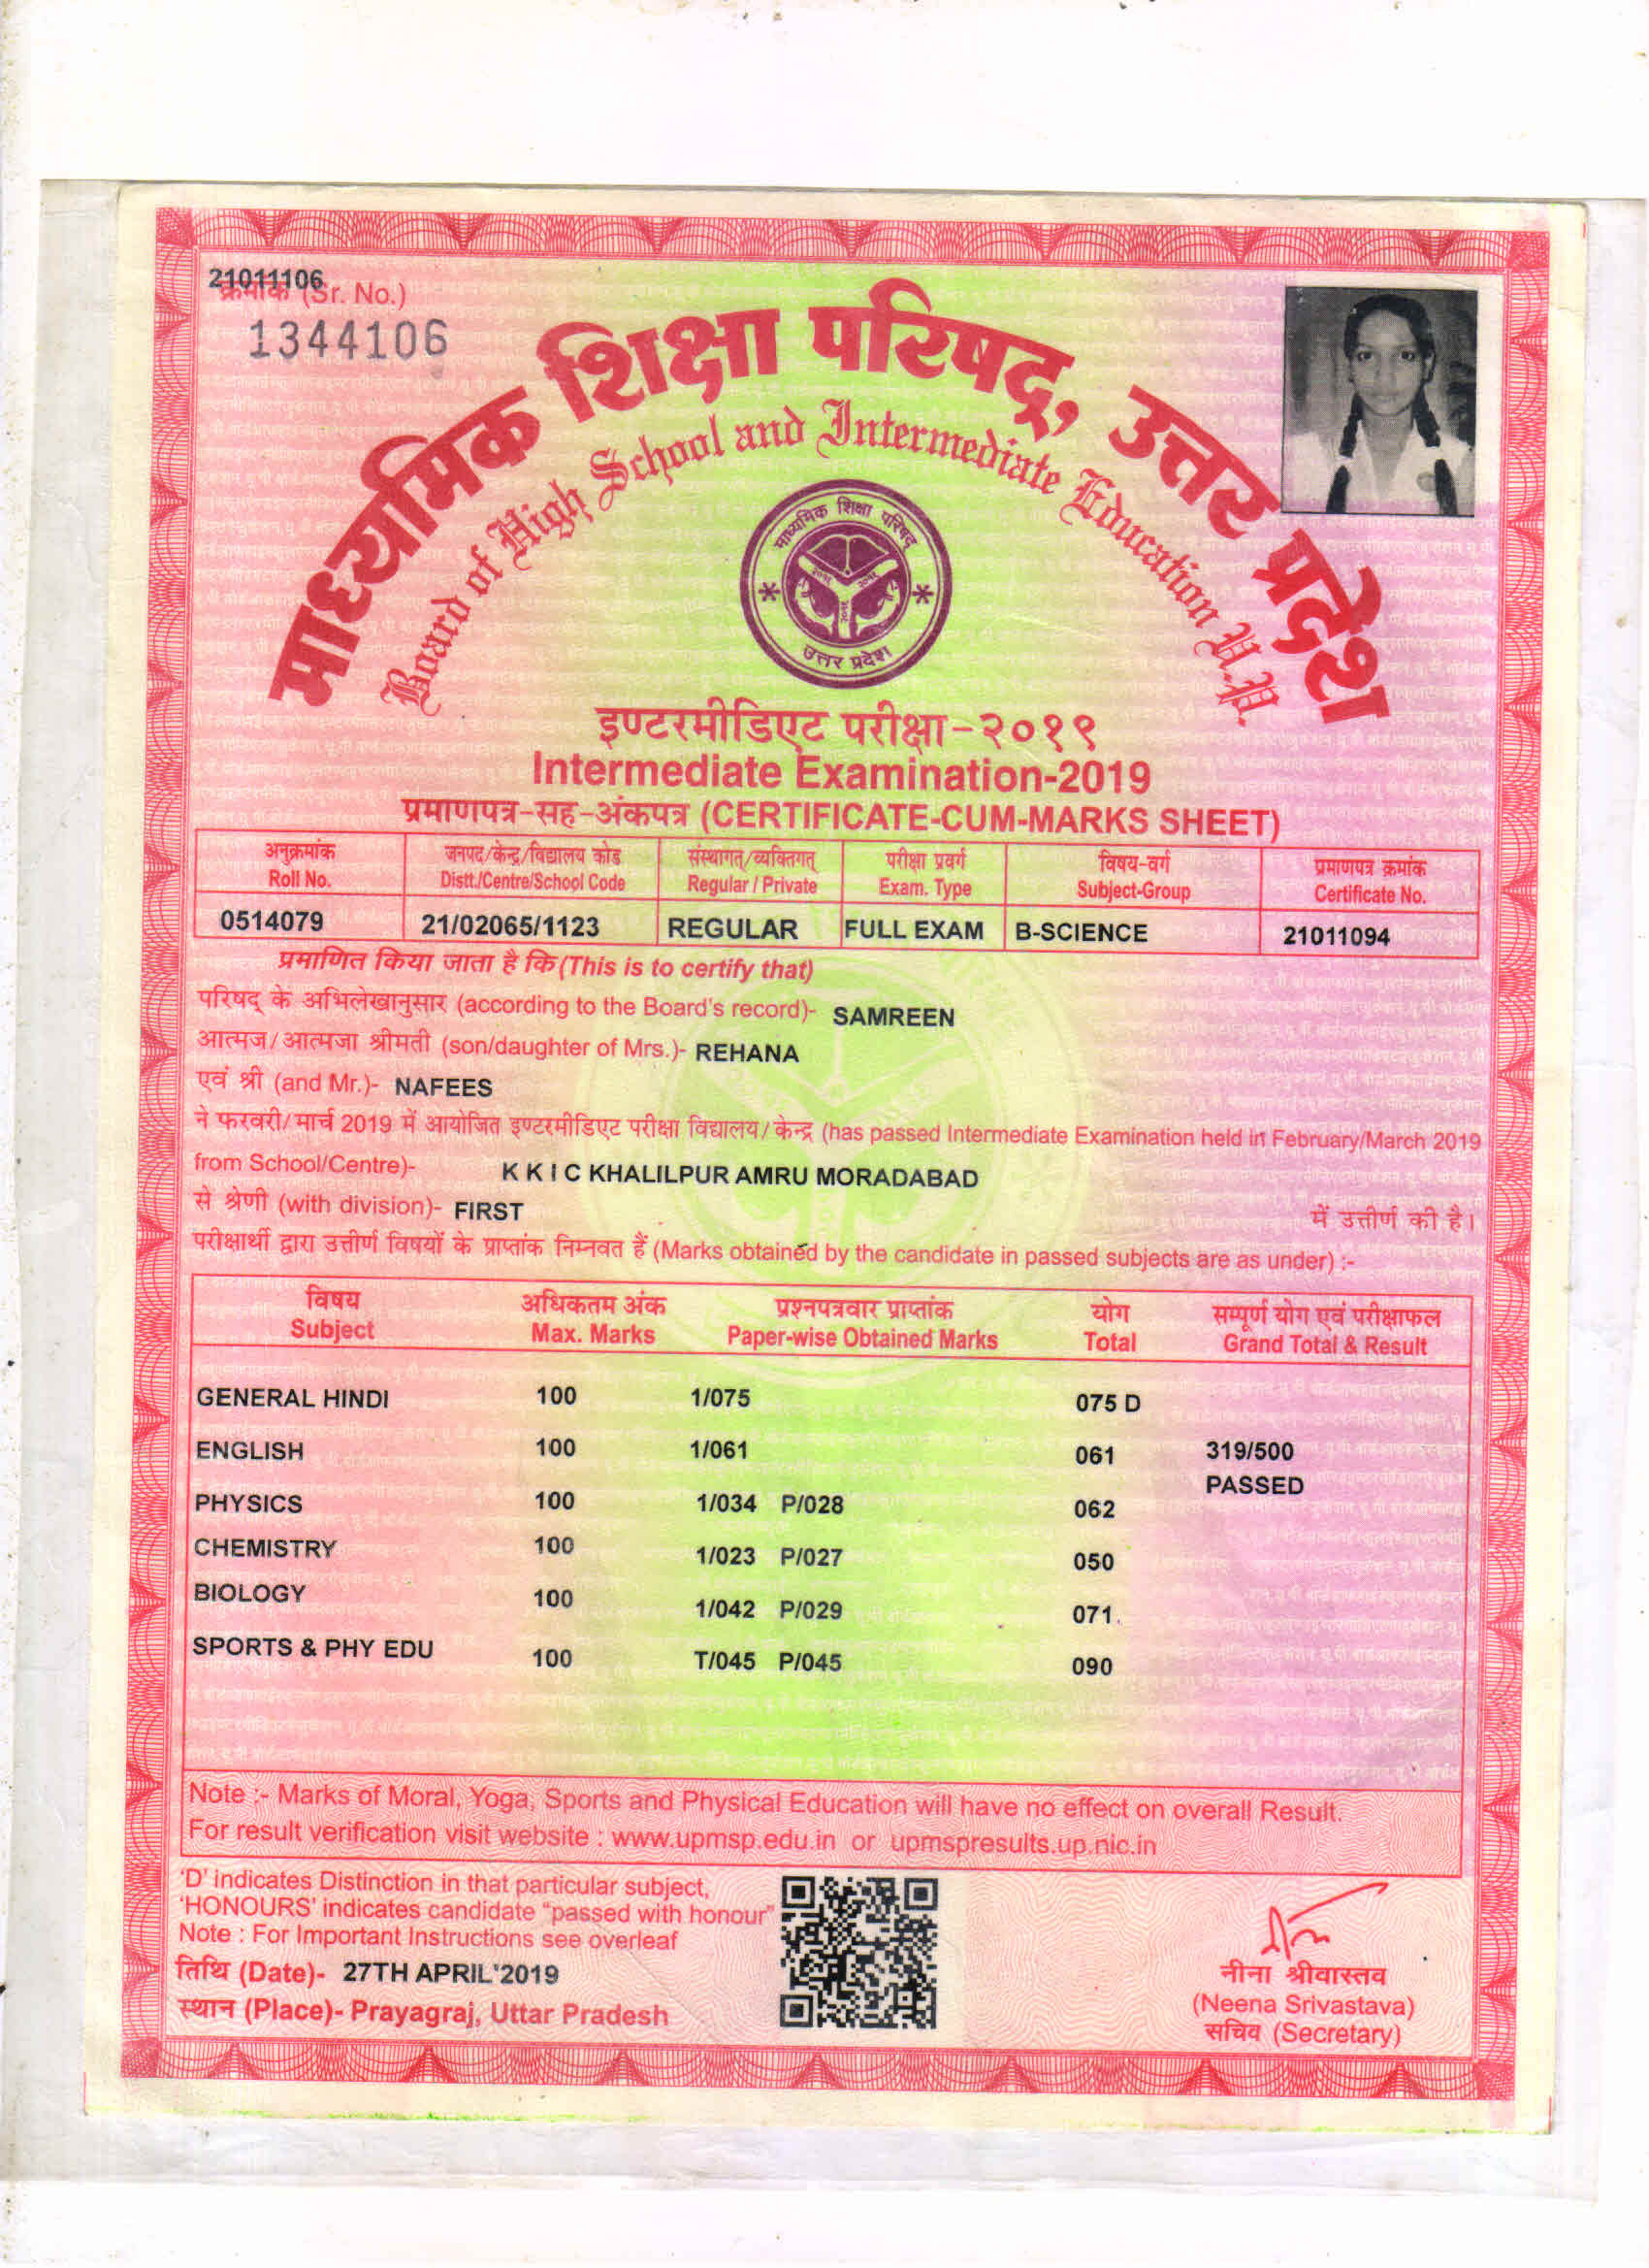 21011106
क्रमांक (Sr. No.)
1344106
माध्यमिक शिक्षा परिषद्, उत्तर प्रदेश
Board of High School and Intermediate Education U.P.
माध्यमिक शिक्षा परिषद्
उत्तर प्रदेश
इण्टरमीडिएट परीक्षा-२०१९
Intermediate Examination-2019
प्रमाणपत्र-सह-अंकपत्र (CERTIFICATE-CUM-MARKS SHEET)
अनुक्रमांक जनपद/केन्द्र/विद्यालय कोड संस्थागत/व्यक्तिगत परीक्षा प्रवर्ग विषय-वर्ग प्रमाणपत्र क्रमांक
Roll No. Distt./Centre/School Code Regular / Private Exam. Type Subject-Group Certificate No.
0514079 21/02065/1123 REGULAR FULL EXAM B-SCIENCE 21011094
प्रमाणित किया जाता है कि (This is to certify that)
परिषद् के अभिलेखानुसार (according to the Board's record)- SAMREEN
आत्मज/आत्मजा श्रीमती (son/daughter of Mrs.)- REHANA
एवं श्री (and Mr.)- NAFEES
ने फरवरी/मार्च 2019 में आयोजित इण्टरमीडिएट परीक्षा विद्यालय/केन्द्र (has passed Intermediate Examination held in February/March 2019
from School/Centre)- K K I C KHALILPUR AMRU MORADABAD
से श्रेणी (with division)- FIRST में उत्तीर्ण की है।
परीक्षार्थी द्वारा उत्तीर्ण विषयों के प्राप्तांक निम्नवत हैं (Marks obtained by the candidate in passed subjects are as under) :-
विषय अधिकतम अंक प्रश्नपत्रवार प्राप्तांक योग सम्पूर्ण योग एवं परीक्षाफल
Subject Max. Marks Paper-wise Obtained Marks Total Grand Total & Result
GENERAL HINDI 100 1/075 075 D
ENGLISH 100 1/061 061 319/500
PASSED
PHYSICS 100 1/034 P/028 062
CHEMISTRY 100 1/023 P/027 050
BIOLOGY 100 1/042 P/029 071
SPORTS & PHY EDU 100 T/045 P/045 090
Note :- Marks of Moral, Yoga, Sports and Physical Education will have no effect on overall Result.
For result verification visit website : www.upmsp.edu.in or upmspresults.up.nic.in
'D' indicates Distinction in that particular subject,
'HONOURS' indicates candidate "passed with honour"
Note : For Important Instructions see overleaf
तिथि (Date)- 27TH APRIL'2019
स्थान (Place)- Prayagraj, Uttar Pradesh
नीना श्रीवास्तव
(Neena Srivastava)
सचिव (Secretary)